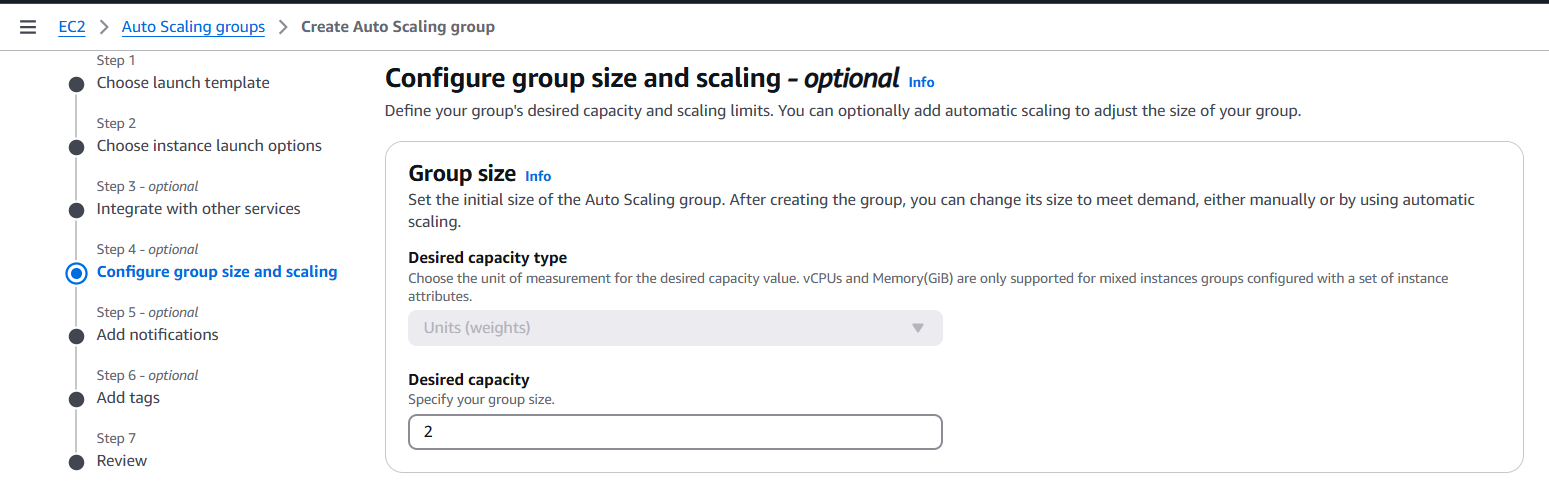 EC2 > Auto Scaling groups > Create Auto Scaling group
Step 1
Choose launch template
Step 2
Choose instance launch options
Step 3 - optional
Integrate with other services
Step 4 - optional
Configure group size and scaling
Step 5 - optional
Add notifications
Step 6 - optional
Add tags
Step 7
Review
Configure group size and scaling - optional Info
Define your group's desired capacity and scaling limits. You can optionally add automatic scaling to adjust the size of your group.
Group size Info
Set the initial size of the Auto Scaling group. After creating the group, you can change its size to meet demand, either manually or by using automatic
scaling.
Desired capacity type
Choose the unit of measurement for the desired capacity value. vCPUs and Memory(GiB) are only supported for mixed instances groups configured with a set of instance
attributes.
Units (weights)
Desired capacity
Specify your group size.
2